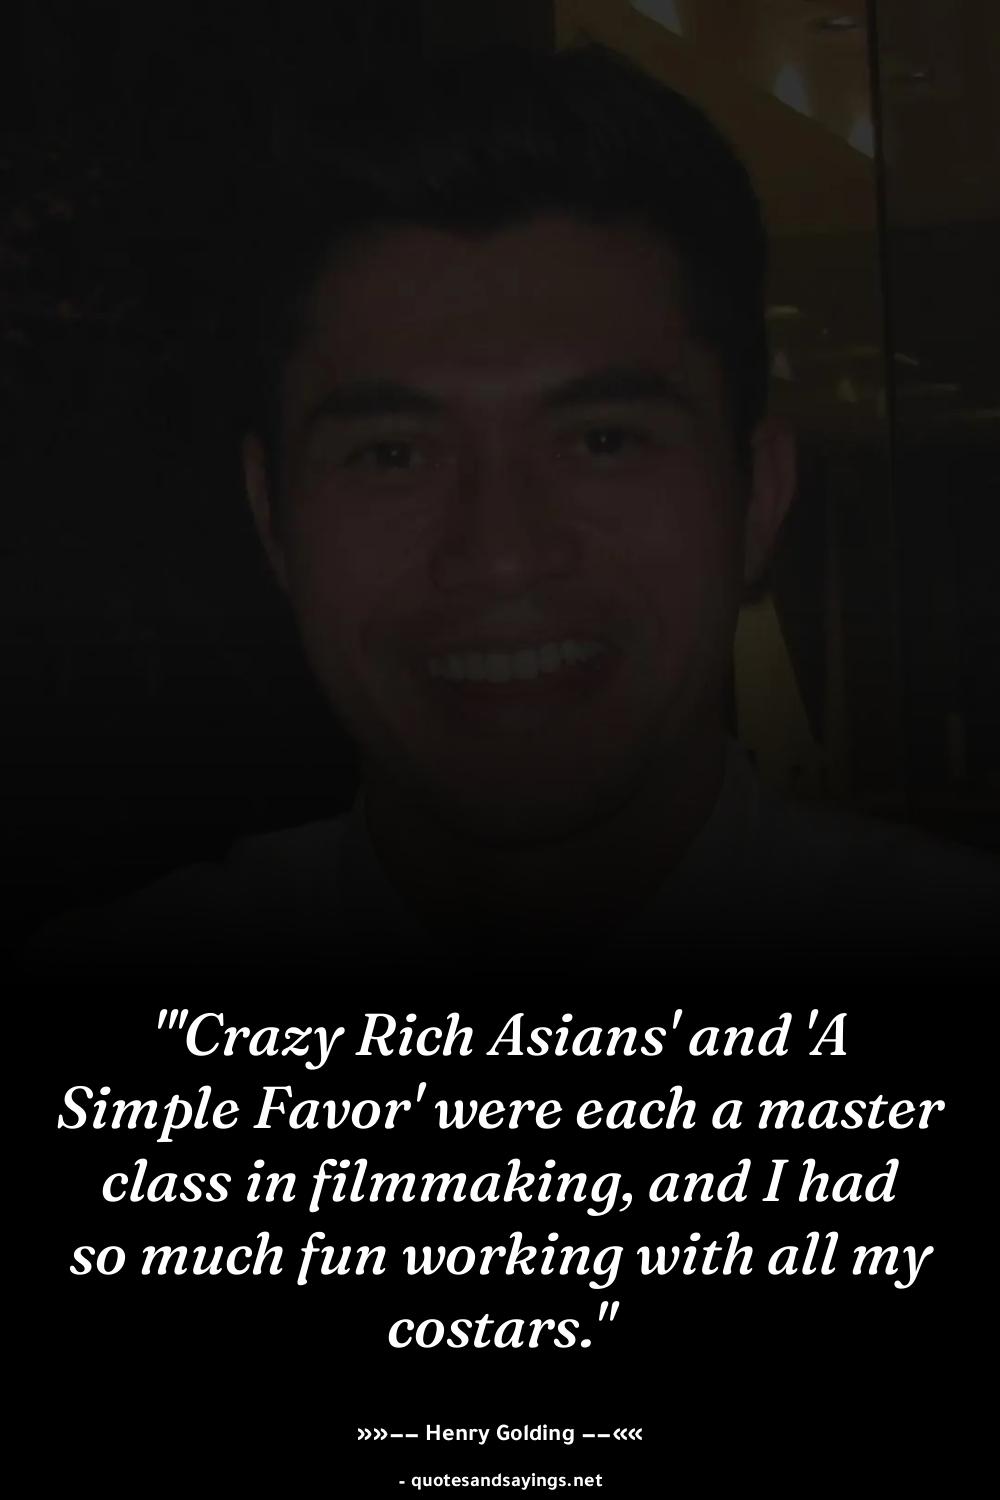 "'Crazy Rich Asians' and 'A
Simple Favor' were each a master
class in filmmaking, and I had
so much fun working with all my
costars."
»»−− Henry Golding −−««
- quotesandsayings.net